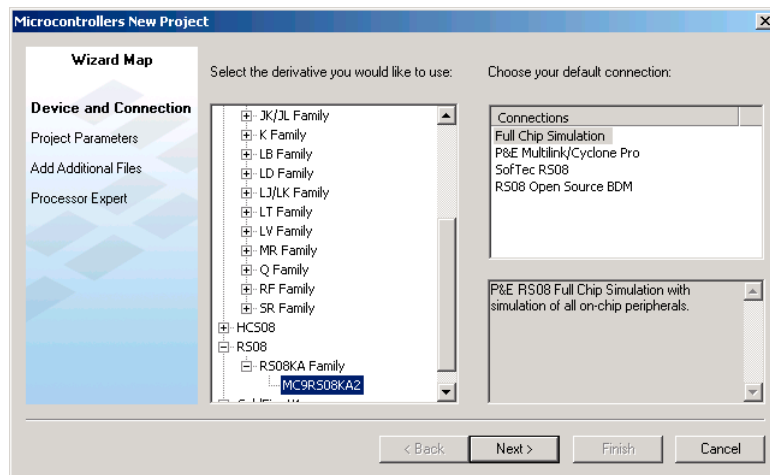 Microcontrollers New Project
Wizard Map
Device and Connection
Project Parameters
Add Additional Files
Processor Expert
Select the derivative you would like to use:
JK/JL Family
K Family
LB Family
LD Family
LJ/LK Family
LT Family
LV Family
MR Family
Q Family
RF Family
SR Family
HCS08
RS08
RS08KA Family
MC9RS08KA2
Choose your default connection:
Connections
Full Chip Simulation
P&E Multilink/Cyclone Pro
SofTec RS08
RS08 Open Source BDM
P&E RS08 Full Chip Simulation with
simulation of all on-chip peripherals.
< Back
Next >
Finish
Cancel